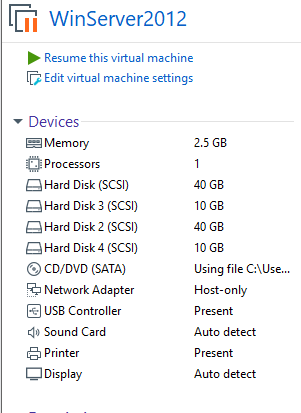 WinServer2012
Resume this virtual machine
Edit virtual machine settings
Devices
Memory 2.5 GB
Processors 1
Hard Disk (SCSI) 40 GB
Hard Disk 3 (SCSI) 10 GB
Hard Disk 2 (SCSI) 40 GB
Hard Disk 4 (SCSI) 10 GB
CD/DVD (SATA) Using file C:\Use...
Network Adapter Host-only
USB Controller Present
Sound Card Auto detect
Printer Present
Display Auto detect